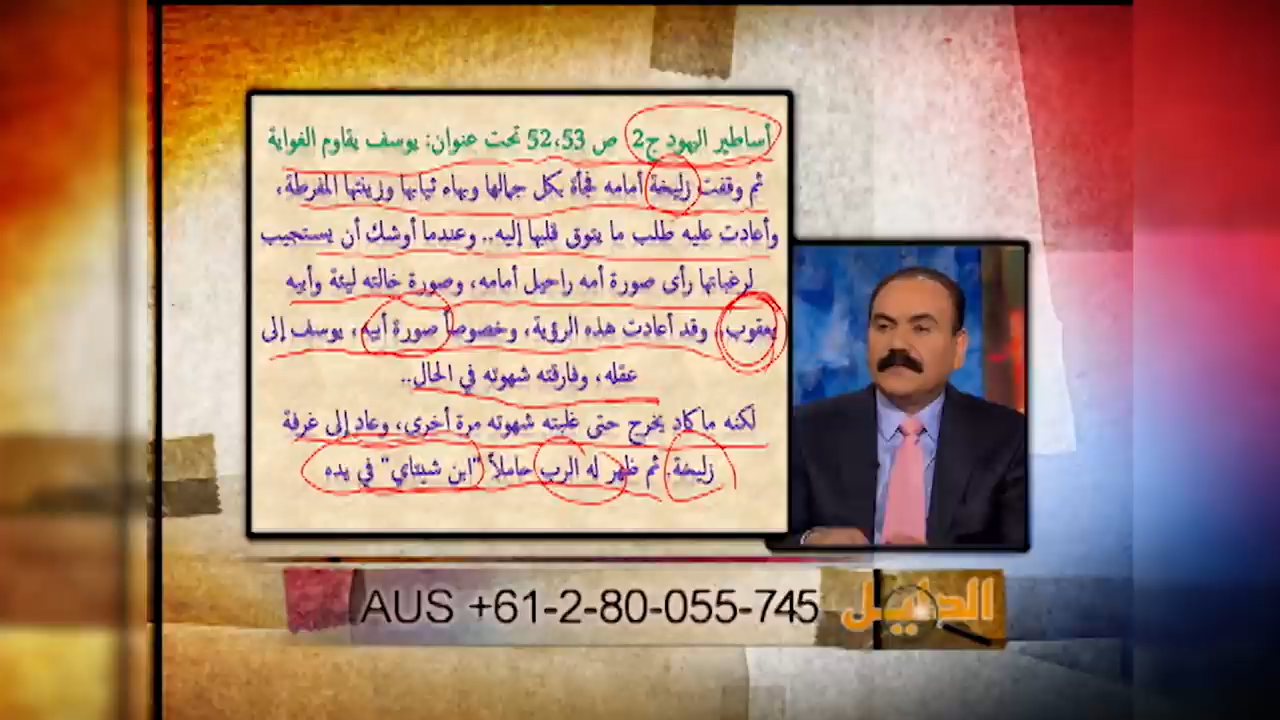 أساطير اليهود ج2 ص 52،53 تحت عنوان: يوسف يقاوم الغواية
ثم وقفت زليخة أمامه فجأة بكل جمالها وبهاء ثيابها وزينتها المفرطة،
وأعادت عليه طلب ما يتوق قلبها إليه.. وعندما أوشك أن يستجيب
لرغباتها رأى صورة أمه راحيل أمامه، وصورة خالته ليئة وأبيه
يعقوب، وقد أعادت هذه الرؤية، وخصوصاً صورة أبيه، يوسف إلى
عقله، وفارقته شهوته في الحال..
لكنه ماكاد يخرج حتى غلبته شهوته مرة أخرى، وعاد إلى غرفة
زليخة. ثم ظهر له الرب حاملاً "ابن شيتاي" في يده
AUS +61-2-80-055-745
الدليل